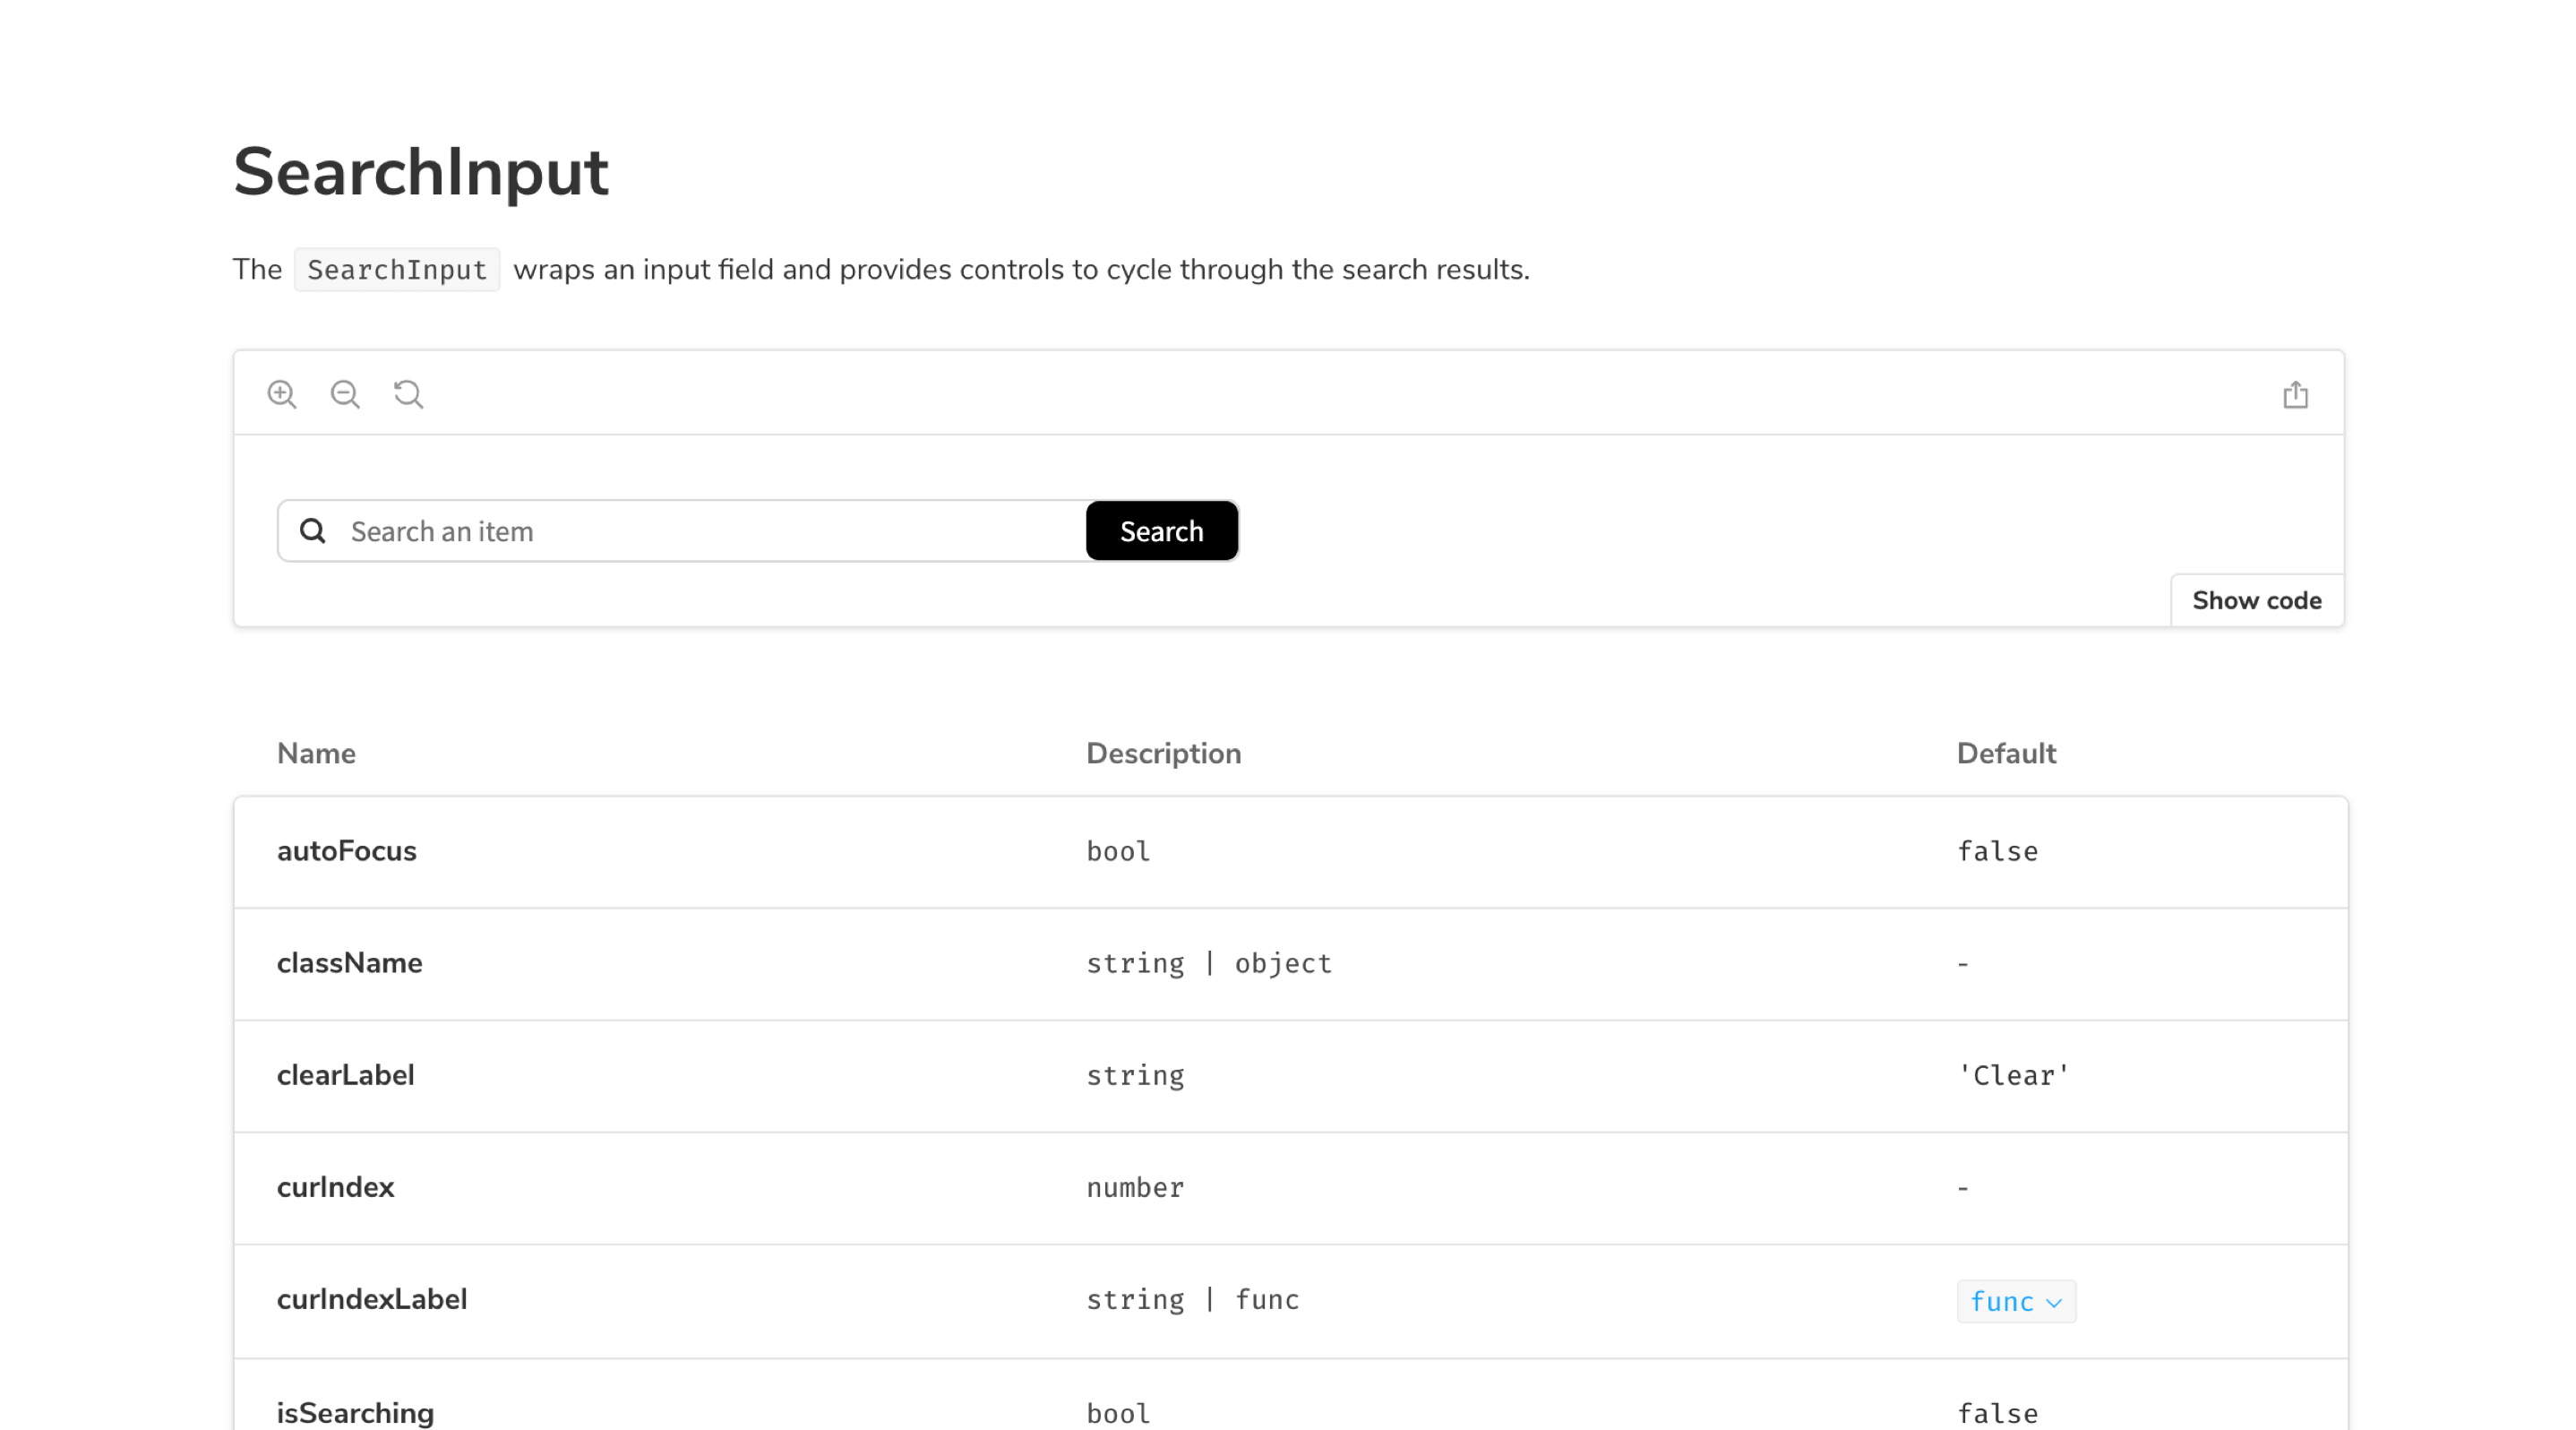 SearchInput
The SearchInput wraps an input field and provides controls to cycle through the search results.
Search an item Search
Show code
Name Description Default
autoFocus bool false
className string | object -
clearLabel string 'Clear'
curIndex number -
curIndexLabel string | func func
isSearching bool false